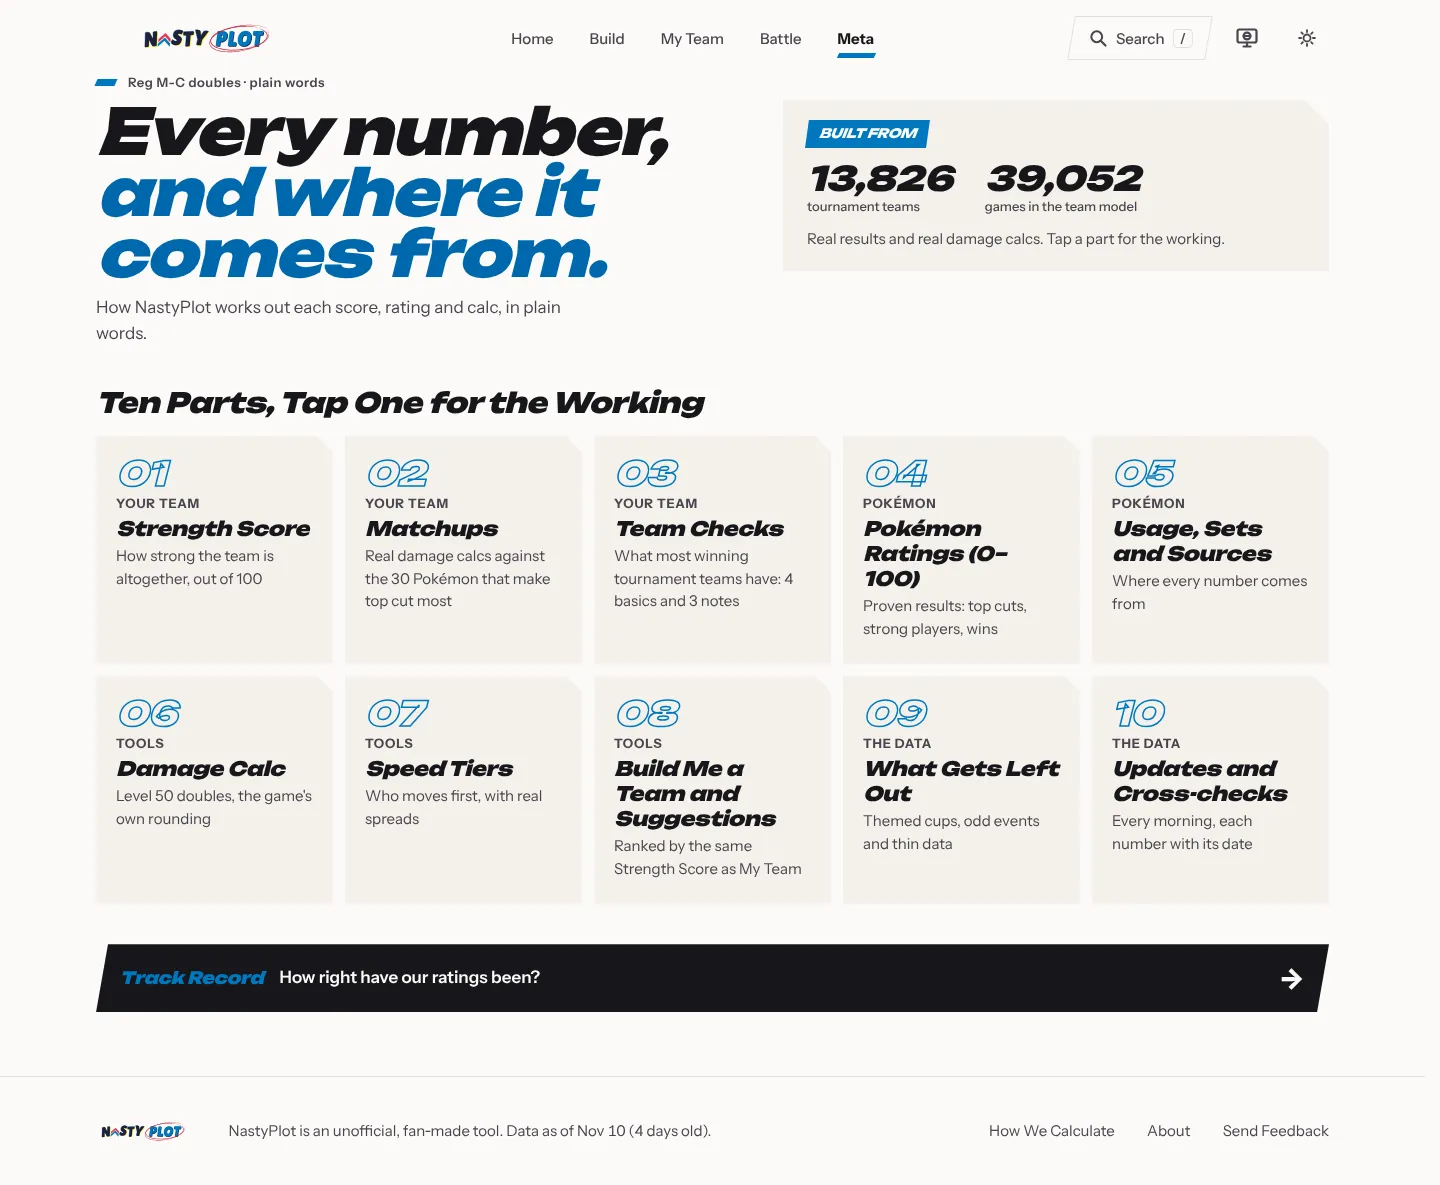 NASTY PLOT
Home
Build
My Team
Battle
Meta
Search /
Reg M-C doubles · plain words
Every number,
and where it
comes from.
How NastyPlot works out each score, rating and calc, in plain
words.
BUILT FROM
13,826
tournament teams
39,052
games in the team model
Real results and real damage calcs. Tap a part for the working.
Ten Parts, Tap One for the Working
01
YOUR TEAM
Strength Score
How strong the team is
altogether, out of 100
02
YOUR TEAM
Matchups
Real damage calcs against
the 30 Pokémon that make
top cut most
03
YOUR TEAM
Team Checks
What most winning
tournament teams have: 4
basics and 3 notes
04
POKÉMON
Pokémon
Ratings (0–
100)
Proven results: top cuts,
strong players, wins
05
POKÉMON
Usage, Sets
and Sources
Where every number comes
from
06
TOOLS
Damage Calc
Level 50 doubles, the game's
own rounding
07
TOOLS
Speed Tiers
Who moves first, with real
spreads
08
TOOLS
Build Me a
Team and
Suggestions
Ranked by the same
Strength Score as My Team
09
THE DATA
What Gets Left
Out
Themed cups, odd events
and thin data
10
THE DATA
Updates and
Cross-checks
Every morning, each
number with its date
Track Record How right have our ratings been?
NASTY PLOT
NastyPlot is an unofficial, fan-made tool. Data as of Nov 10 (4 days old).
How We Calculate
About
Send Feedback